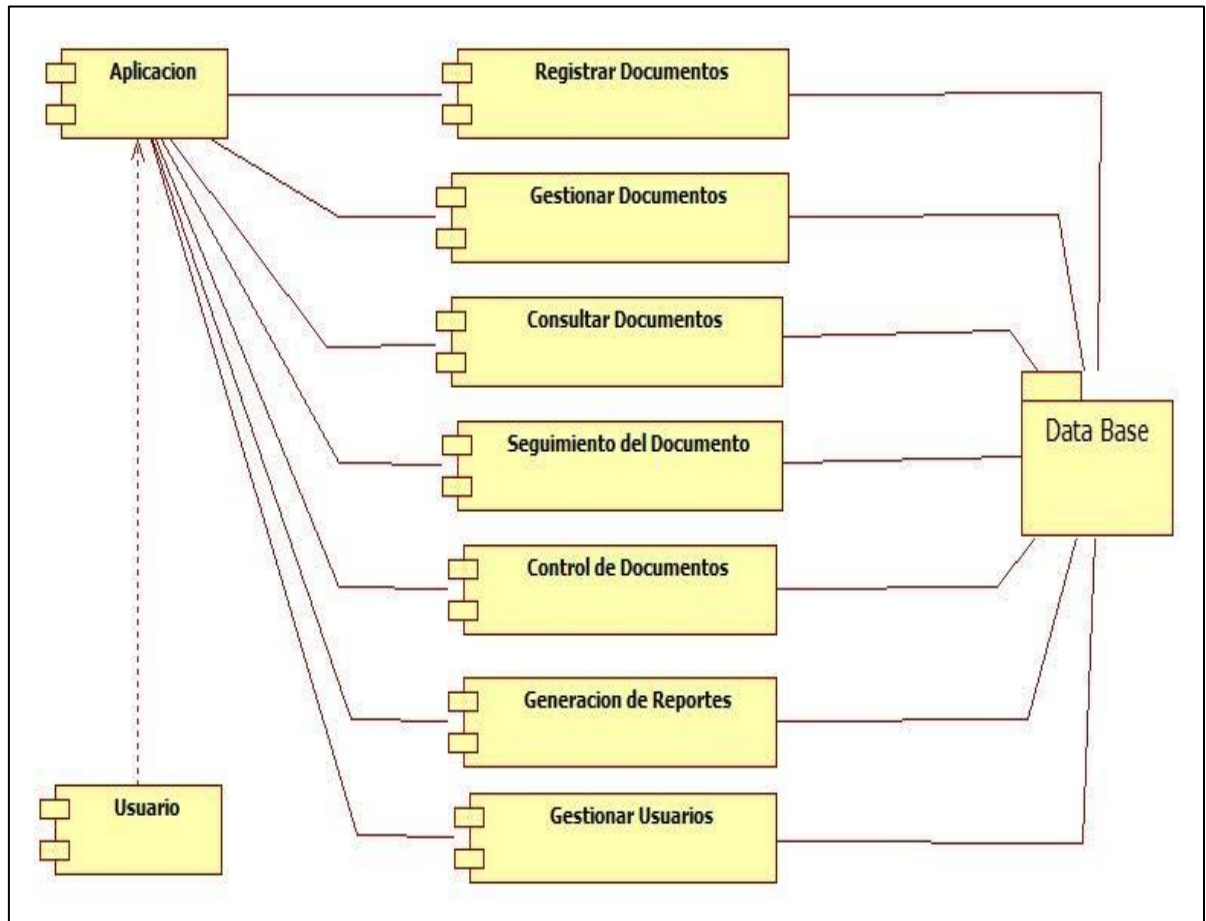 Aplicacion
Registrar Documentos
Gestionar Documentos
Consultar Documentos
Seguimiento del Documento
Data Base
Control de Documentos
Generacion de Reportes
Usuario
Gestionar Usuarios